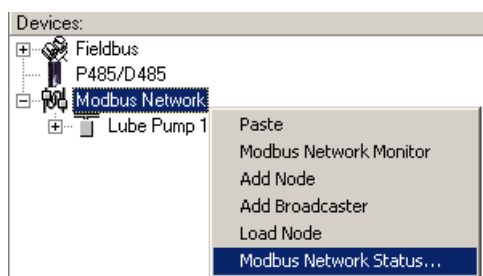 Devices:
Fieldbus
P485/D485
Modbus Network
Lube Pump 1
Paste
Modbus Network Monitor
Add Node
Add Broadcaster
Load Node
Modbus Network Status...